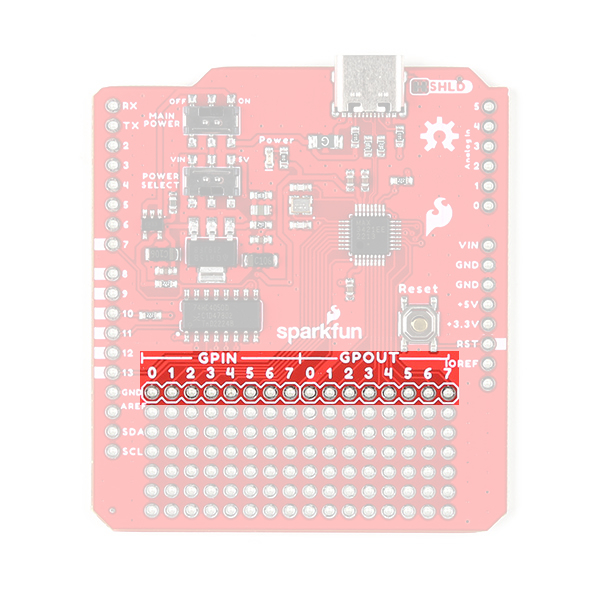 SHLD
OFF ON
MAIN
POWER
RX
TX
2
3
4
5
7
8
9
10
11
12
13
GND
AREF
SDA
SCL
Power
VIN 5V
POWER
SELECT
5
4
3
2
1
0
Analog In
VIN
GND
GND
+5V
+3.3V
RST
IOREF
Reset
sparkfun
GPIN GPOUT
0 1 2 3 4 5 6 7 0 1 2 3 4 5 6 7